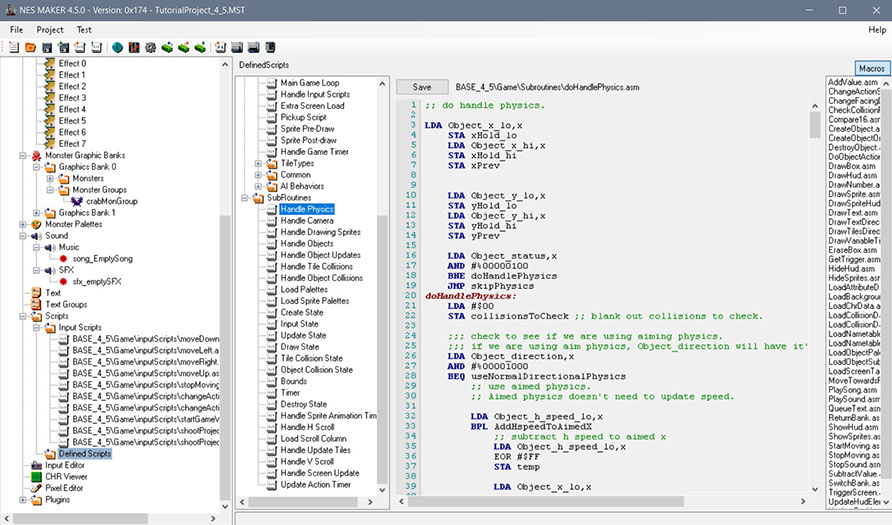 NES MAKER 4.5.0 - Version: 0x174 - TutorialProject_4_5.MST
File Project Test Help
Effect 0
Effect 1
Effect 2
Effect 3
Effect 4
Effect 5
Effect 6
Effect 7
Monster Graphic Banks
Graphics Bank 0
Monsters
Monster Groups
crabMonGroup
Graphics Bank 1
Monster Palettes
Sound
Music
song_EmptySong
SFX
sfx_emptySFX
Text
Text Groups
Scripts
Input Scripts
BASE_4_5\Game\inputScripts\moveDown
BASE_4_5\Game\inputScripts\moveLeft.a
BASE_4_5\Game\inputScripts\moveRight.
BASE_4_5\Game\inputScripts\moveUp.as
BASE_4_5\Game\inputScripts\stopMoving
BASE_4_5\Game\inputScripts\changeActi
BASE_4_5\Game\inputScripts\changeActi
BASE_4_5\Game\inputScripts\startGameV
BASE_4_5\Game\inputScripts\shootProjec
BASE_4_5\Game\inputScripts\shootProjec
Defined Scripts
Input Editor
CHR Viewer
Pixel Editor
Plugins
DefinedScripts
Main Game Loop
Handle Input Scripts
Extra Screen Load
Pickup Script
Sprite Pre-Draw
Sprite Post-draw
Handle Game Timer
TileTypes
Common
AI Behaviors
SubRoutines
Handle Physics
Handle Camera
Handle Drawing Sprites
Handle Objects
Handle Object Updates
Handle Tile Collisions
Handle Object Collisions
Load Palettes
Load Sprite Palettes
Create State
Input State
Update State
Draw State
Tile Collision State
Object Collision State
Bounds
Timer
Destroy State
Handle Sprite Animation Tim
Handle H Scroll
Load Scroll Column
Handle Update Tiles
Handle V Scroll
Handle Screen Update
Update Action Timer
Save BASE_4_5\Game\Subroutines\doHandlePhysics.asm
1 ;; do handle physics.
2
3 LDA Object_x_lo,x
4 STA xHold_lo
5 LDA Object_x_hi,x
6 STA xHold_hi
7 STA xPrev
8
9
10 LDA Object_y_lo,x
11 STA yHold_lo
12 LDA Object_y_hi,x
13 STA yHold_hi
14 STA yPrev
15
16 LDA Object_status,x
17 AND #%00000100
18 BNE doHandlePhysics
19 JMP skipPhysics
20 doHandlePhysics:
21 LDA #$00
22 STA collisionsToCheck ;; blank out collisions to check.
23
24 ;;; check to see if we are using aiming physics.
25 ;;; if we are using aim physics, Object_direction will have it'
26 LDA Object_direction,x
27 AND #%00001000
28 BEQ useNormalDirectionalPhysics
29 ;; use aimed physics.
30 ;; Aimed physics doesn't need to update speed.
31
32 LDA Object_h_speed_lo,x
33 BPL AddHspeedToAimedX
34 ;; subtract h speed to aimed x
35 LDA Object_h_speed_lo,x
36 EOR #$FF
37 STA temp
38
39 LDA Object_x_lo,x
Macros
AddValue.asm
ChangeActionS
ChangeFacingD
CheckCollisionP
Compare16.asm
CreateObject.a
CreateObjectD
DestroyObject.
DoObjectAction
DrawBox.asm
DrawHud.asm
DrawNumber.a
DrawSprite.asm
DrawSpriteHud
DrawText.asm
DrawTextDirec
DrawTilesDirec
DrawVariableTi
EraseBox.asm
GetTrigger.asm
HideHud.asm
HideSprites.asm
LoadAttributeD
LoadBackgroun
LoadChrData.a
LoadCollisionD
LoadCollisionD
LoadNametable
LoadNametable
LoadObjectPale
LoadObjectSub
LoadScreenTa
MoveTowardsP
PlaySong.asm
PlaySound.asm
QueueText.asm
ReturnBank.as
ShowHud.asm
ShowSprites.as
StartMoving.as
StopMoving.as
StopSound.asm
SubtractValue.a
SwitchBank.as
TriggerScreen.
UpdateHudEle